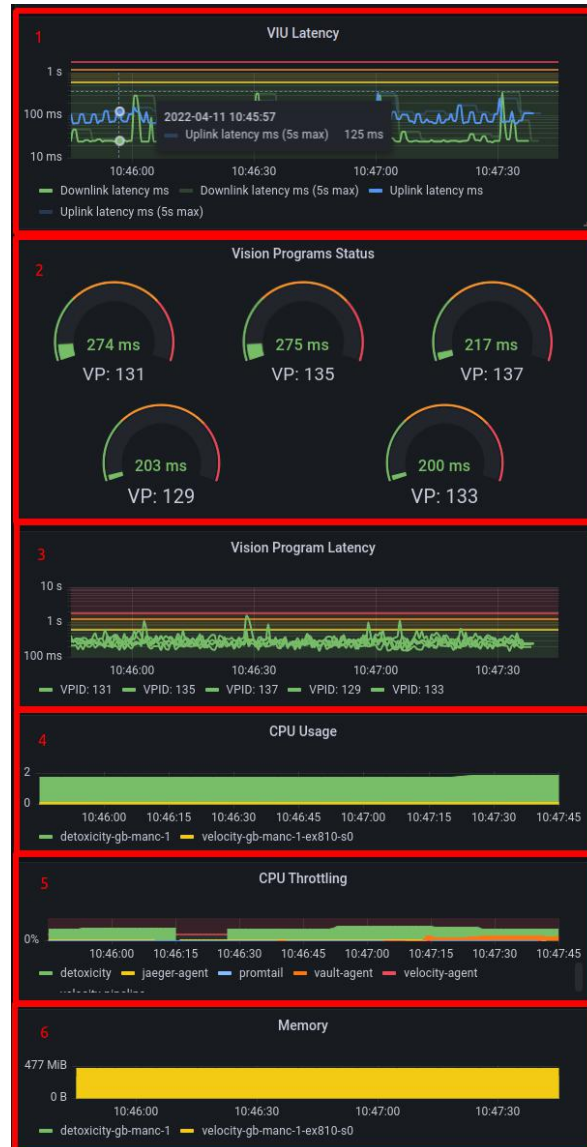 1
VIU Latency
1 s
100 ms
10 ms
2022-04-11 10:45:57
Uplink latency ms (5s max) 125 ms
10:46:00 10:46:30 10:47:00 10:47:30
Downlink latency ms Downlink latency ms (5s max) Uplink latency ms
Uplink latency ms (5s max)
2
Vision Programs Status
274 ms 275 ms 217 ms
VP: 131 VP: 135 VP: 137
203 ms 200 ms
VP: 129 VP: 133
3
Vision Program Latency
10 s
1 s
100 ms
10:46:00 10:46:30 10:47:00 10:47:30
VPID: 131 VPID: 135 VPID: 137 VPID: 129 VPID: 133
4
CPU Usage
2
0
10:46:00 10:46:15 10:46:30 10:46:45 10:47:00 10:47:15 10:47:30 10:47:45
detoxicity-gb-manc-1 velocity-gb-manc-1-ex810-s0
5
CPU Throttling
0%
10:46:00 10:46:15 10:46:30 10:46:45 10:47:00 10:47:15 10:47:30 10:47:45
detoxicity jaeger-agent promtail vault-agent velocity-agent
velocity-pipeline
6
Memory
477 MiB
0 B
10:46:00 10:46:30 10:47:00 10:47:30
detoxicity-gb-manc-1 velocity-gb-manc-1-ex810-s0